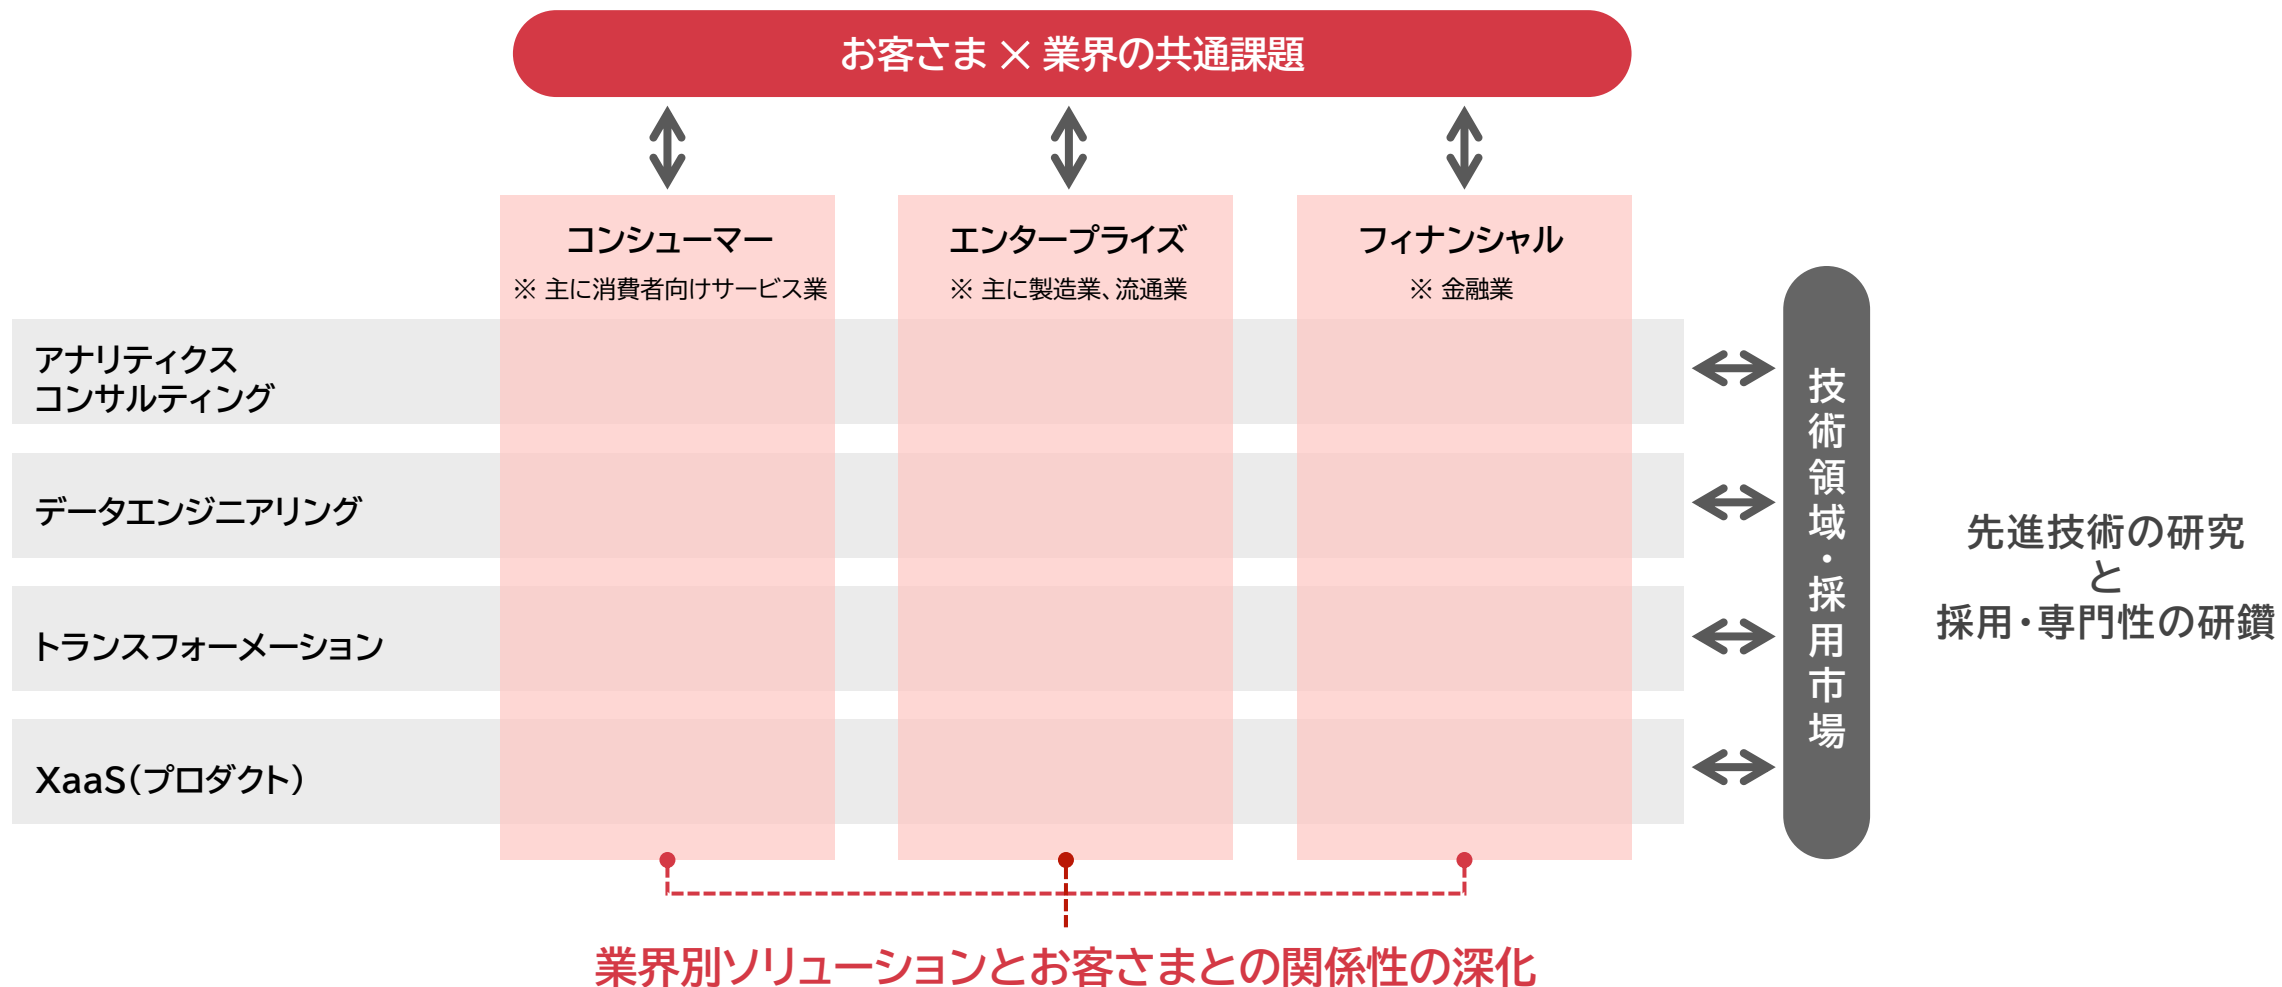 お客さま × 業界の共通課題
コンシューマー
※ 主に消費者向けサービス業
エンタープライズ
※ 主に製造業、流通業
フィナンシャル
※ 金融業
アナリティクス
コンサルティング
データエンジニアリング
トランスフォーメーション
XaaS（プロダクト）
技術領域・採用市場
先進技術の研究
と
採用・専門性の研鑽
業界別ソリューションとお客さまとの関係性の深化